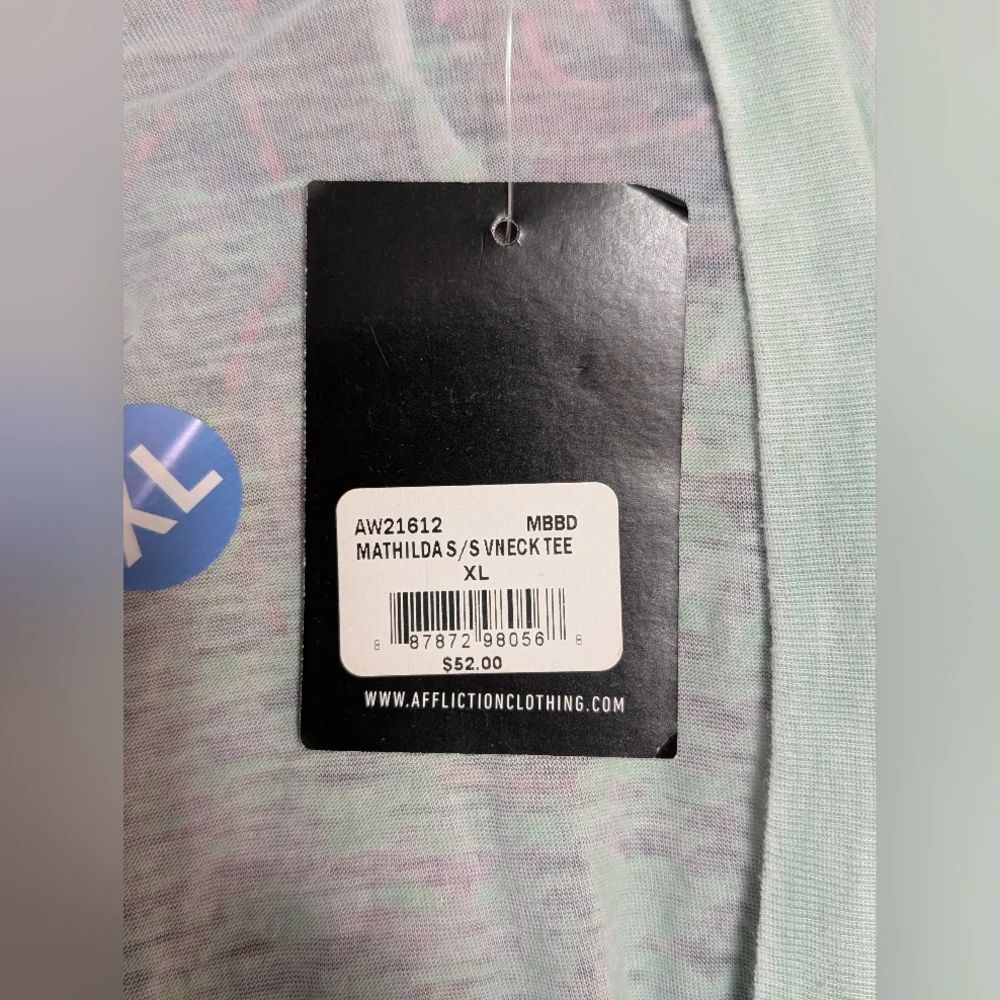 XL
AW21612 MBBD
MATHILDA S/S VNECK TEE
XL
8 87872 98056 8
$52.00
WWW.AFFLICTIONCLOTHING.COM